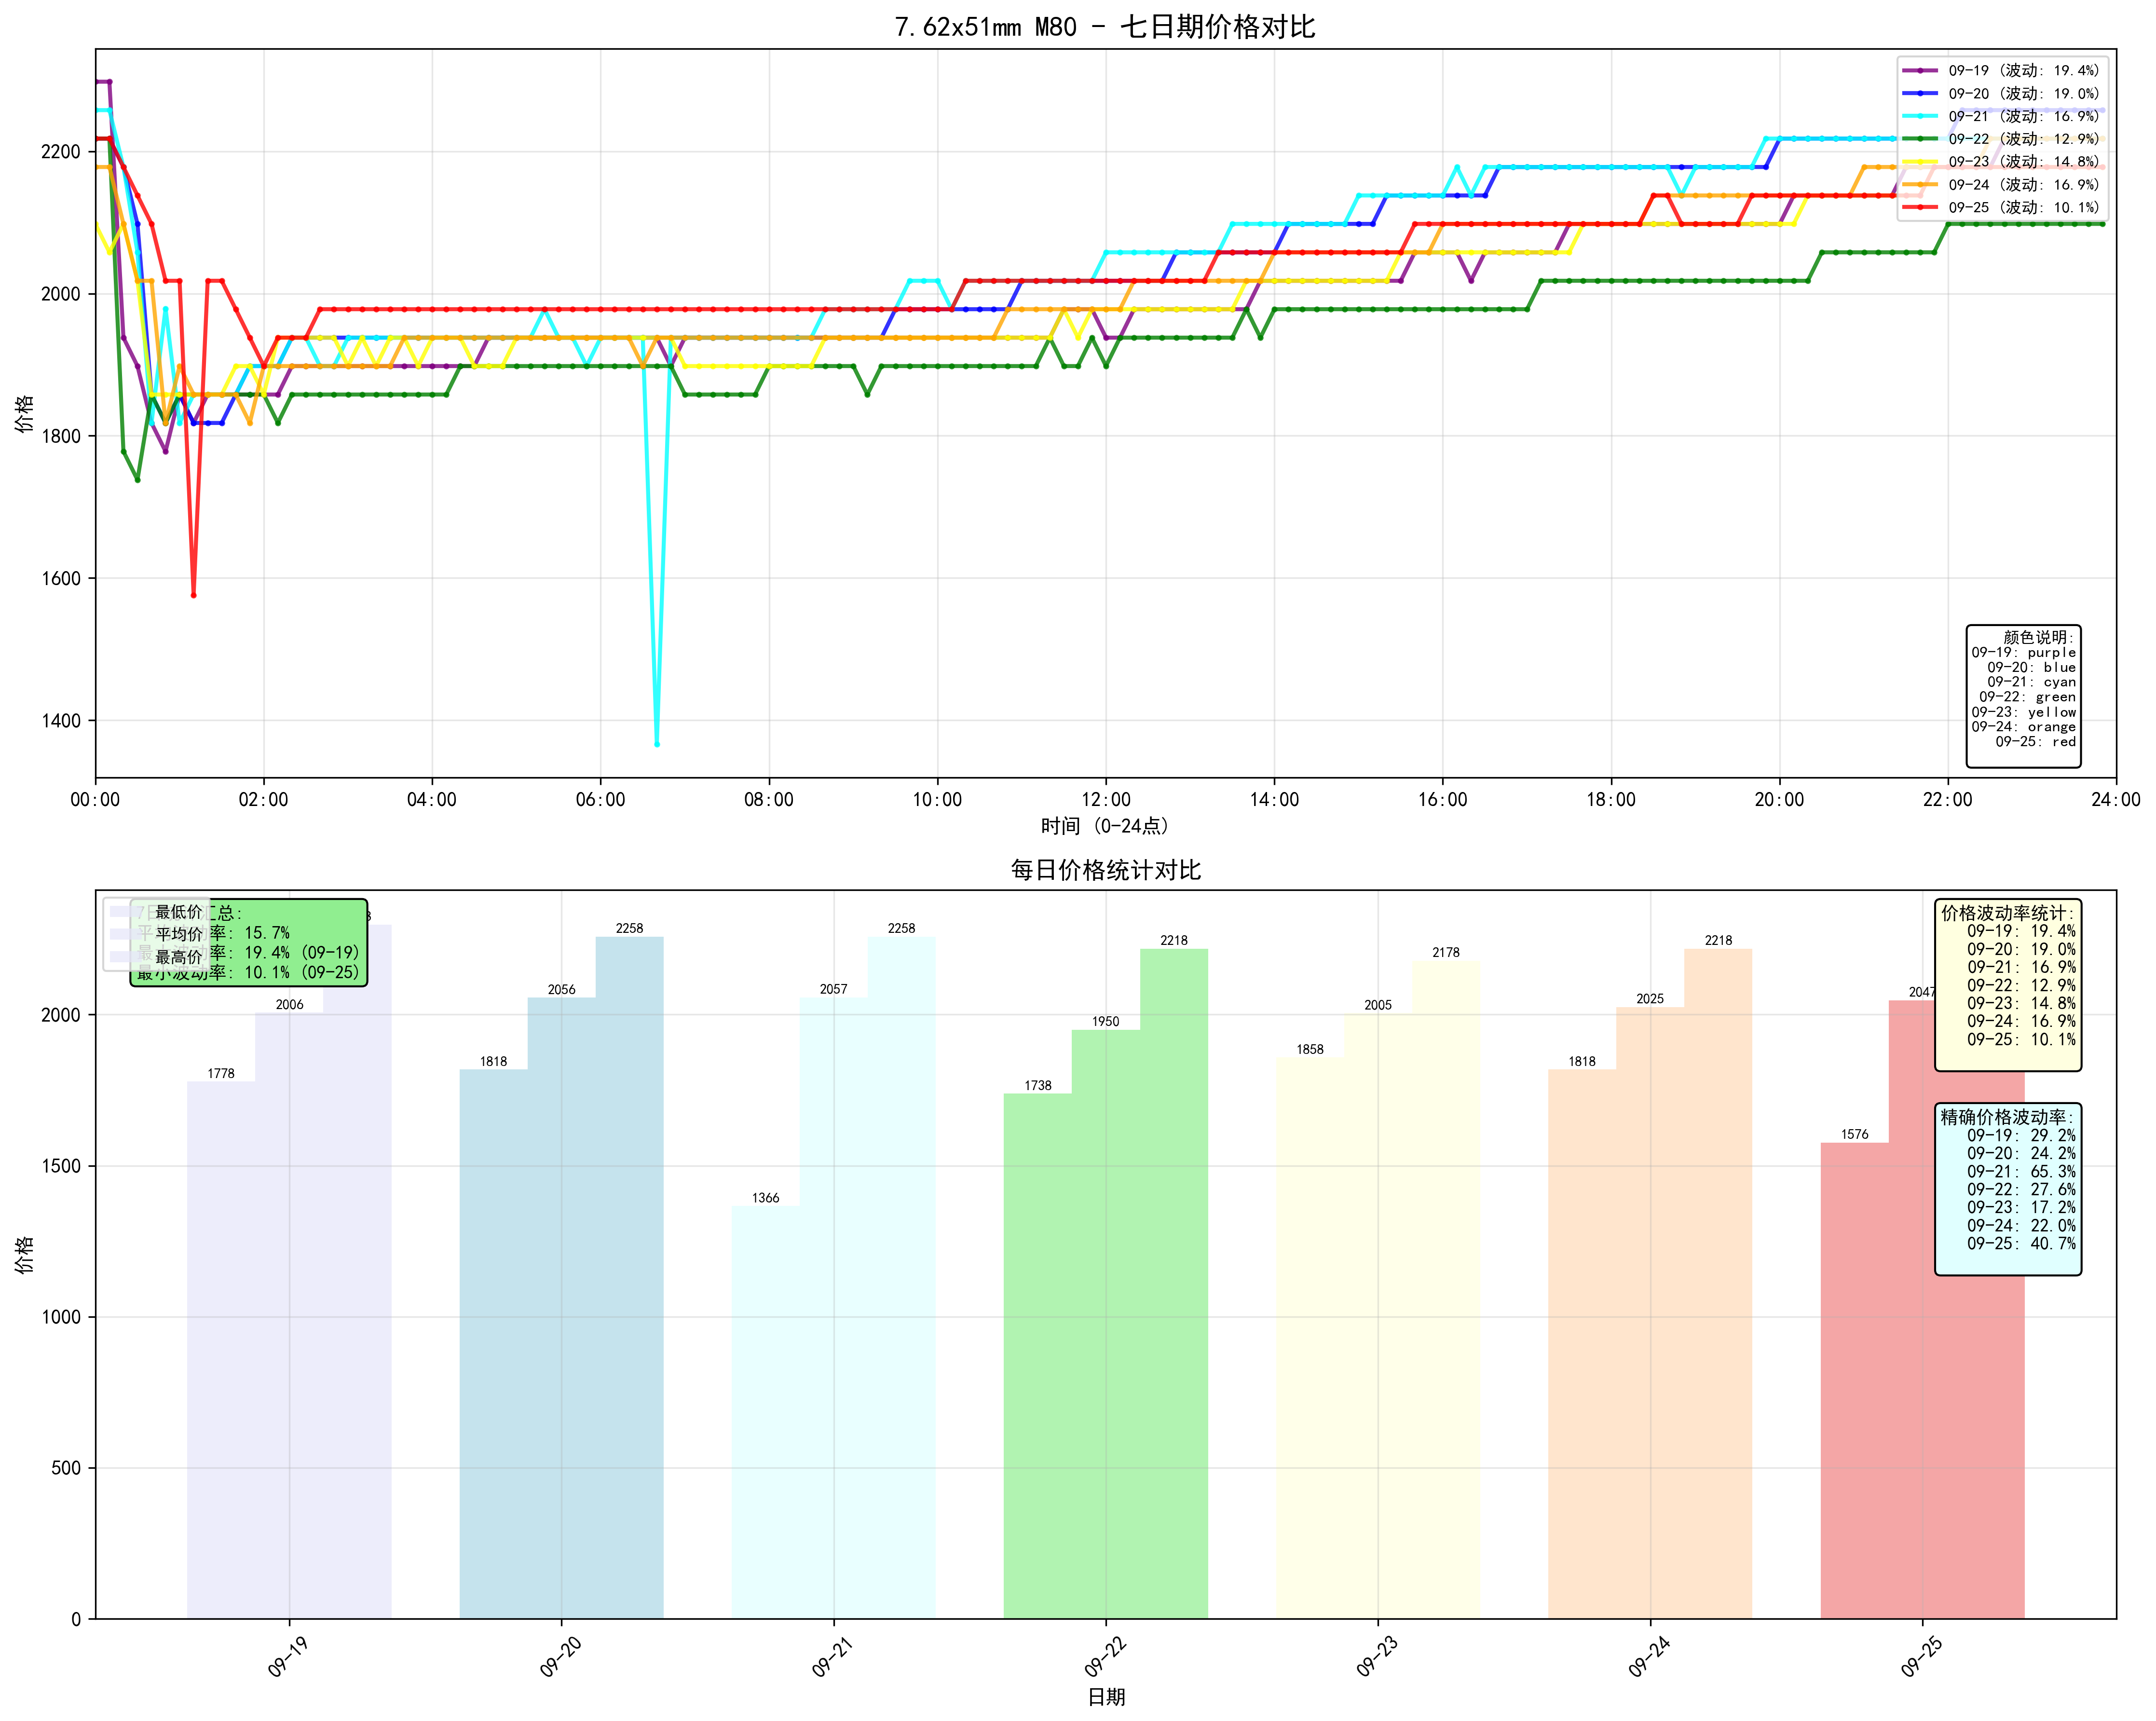 7.62x51mm M80 - 七日期价格对比
价格
2200
2000
1800
1600
1400
09-19 (波动: 19.4%)
09-20 (波动: 19.0%)
09-21 (波动: 16.9%)
09-22 (波动: 12.9%)
09-23 (波动: 14.8%)
09-24 (波动: 16.9%)
09-25 (波动: 10.1%)
颜色说明:
09-19: purple
09-20: blue
09-21: cyan
09-22: green
09-23: yellow
09-24: orange
09-25: red
00:00 02:00 04:00 06:00 08:00 10:00 12:00 14:00 16:00 18:00 20:00 22:00 24:00
时间 (0-24点)
每日价格统计对比
价格
2000
1500
1000
500
0
最低价
平均价
最高价
汇总:
率: 15.7%
率: 19.4% (09-19)
最小波动率: 10.1% (09-25)
1778
2006
1818
2056
2258
1366
2057
2258
1738
1950
2218
1858
2005
2178
1818
2025
2218
1576
2047
价格波动率统计:
09-19: 19.4%
09-20: 19.0%
09-21: 16.9%
09-22: 12.9%
09-23: 14.8%
09-24: 16.9%
09-25: 10.1%
精确价格波动率:
09-19: 29.2%
09-20: 24.2%
09-21: 65.3%
09-22: 27.6%
09-23: 17.2%
09-24: 22.0%
09-25: 40.7%
09-19 09-20 09-21 09-22 09-23 09-24 09-25
日期